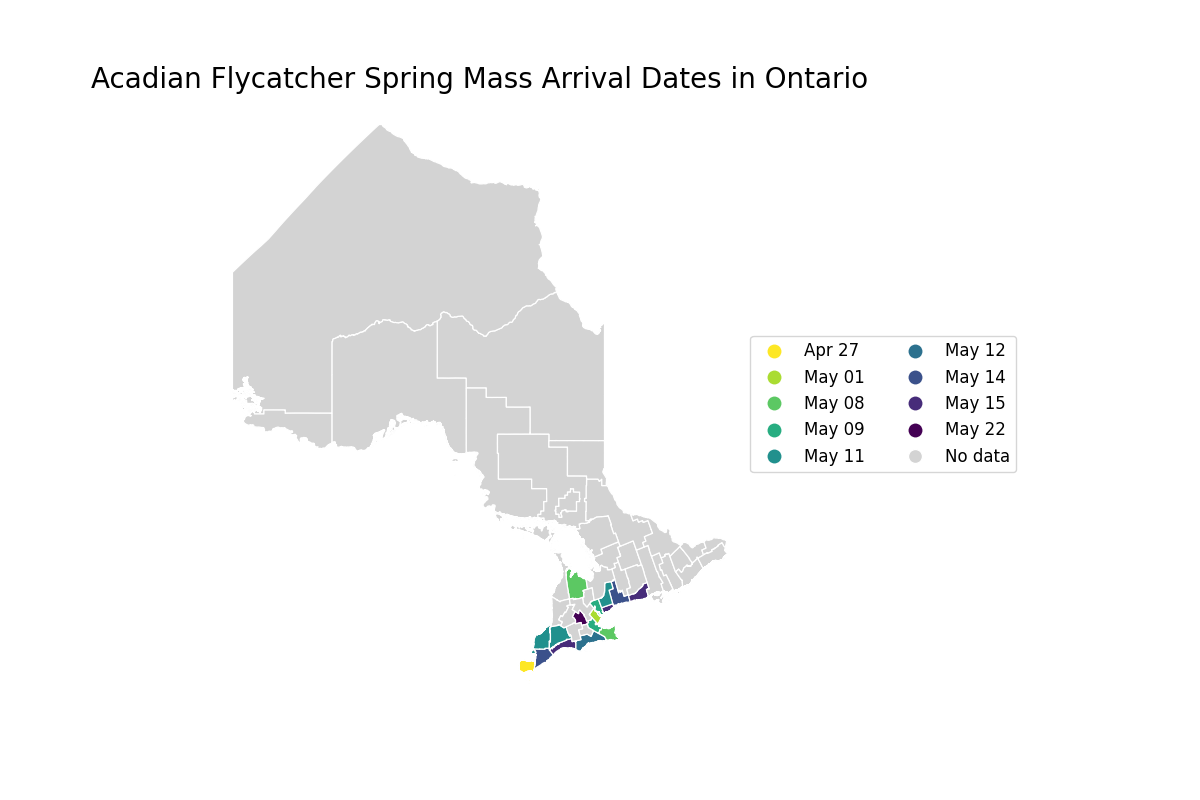 Acadian Flycatcher Spring Mass Arrival Dates in Ontario
Apr 27
May 01
May 08
May 09
May 11
May 12
May 14
May 15
May 22
No data